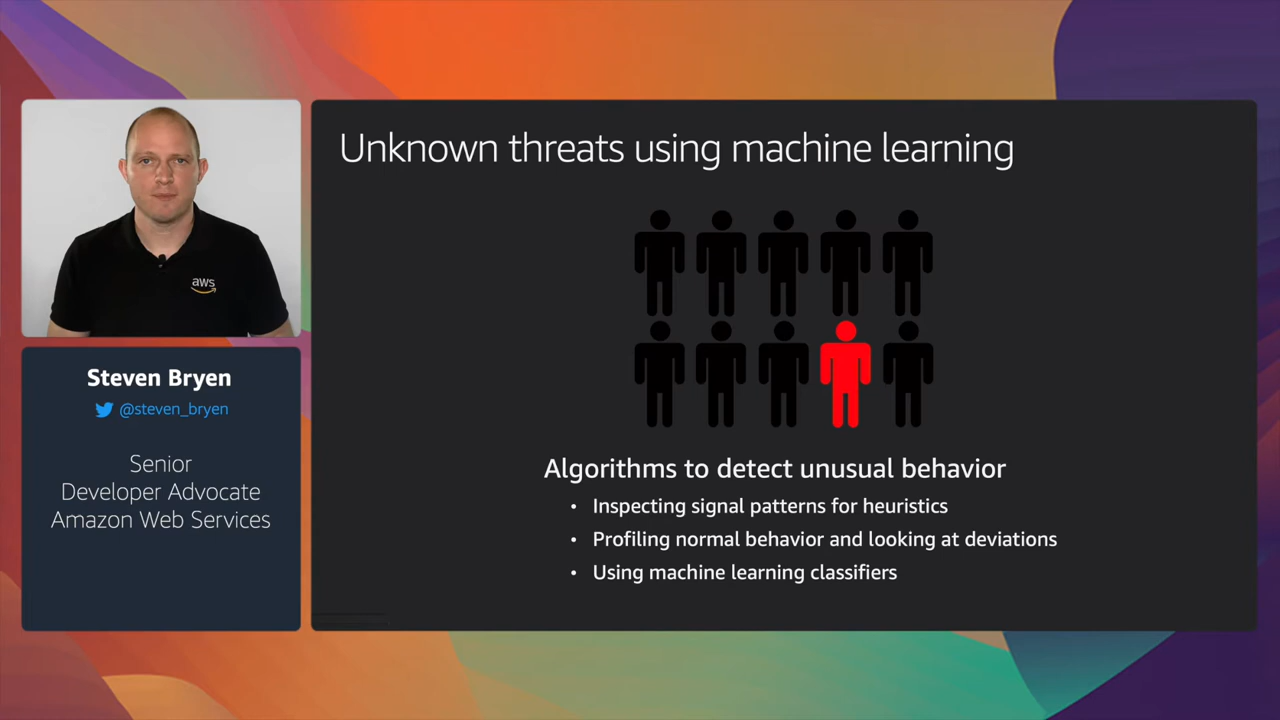 Unknown threats using machine learning
aws
Steven Bryen
@steven_bryen
Senior
Developer Advocate
Amazon Web Services
Algorithms to detect unusual behavior
• Inspecting signal patterns for heuristics
• Profiling normal behavior and looking at deviations
• Using machine learning classifiers